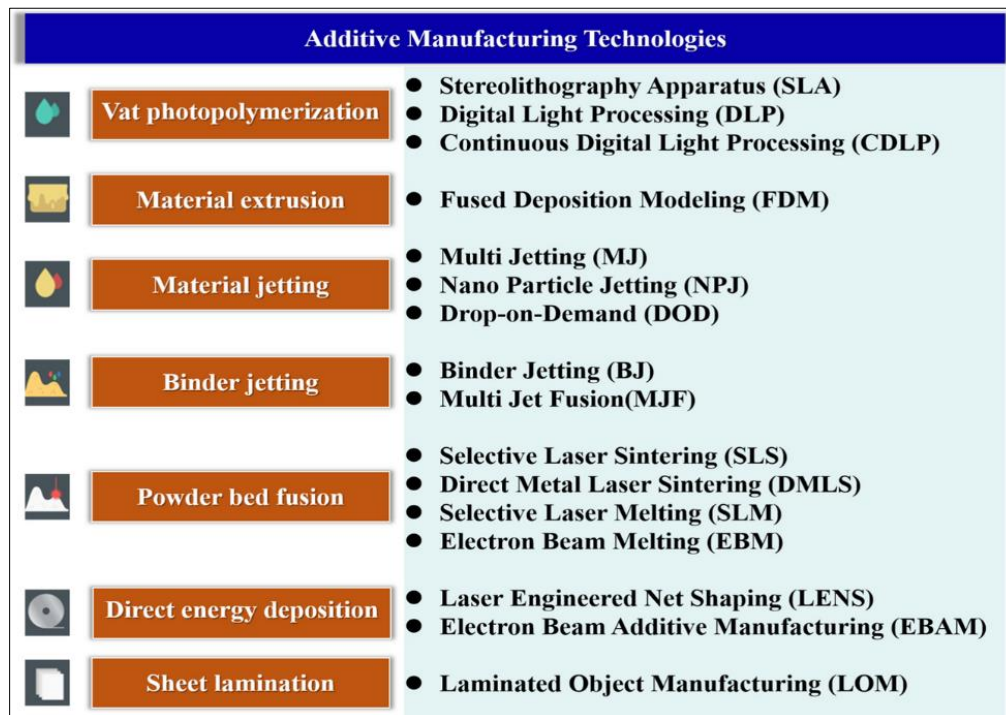 Additive Manufacturing Technologies
Vat photopolymerization
● Stereolithography Apparatus (SLA)
● Digital Light Processing (DLP)
● Continuous Digital Light Processing (CDLP)
Material extrusion
● Fused Deposition Modeling (FDM)
Material jetting
● Multi Jetting (MJ)
● Nano Particle Jetting (NPJ)
● Drop-on-Demand (DOD)
Binder jetting
● Binder Jetting (BJ)
● Multi Jet Fusion(MJF)
Powder bed fusion
● Selective Laser Sintering (SLS)
● Direct Metal Laser Sintering (DMLS)
● Selective Laser Melting (SLM)
● Electron Beam Melting (EBM)
Direct energy deposition
● Laser Engineered Net Shaping (LENS)
● Electron Beam Additive Manufacturing (EBAM)
Sheet lamination
● Laminated Object Manufacturing (LOM)